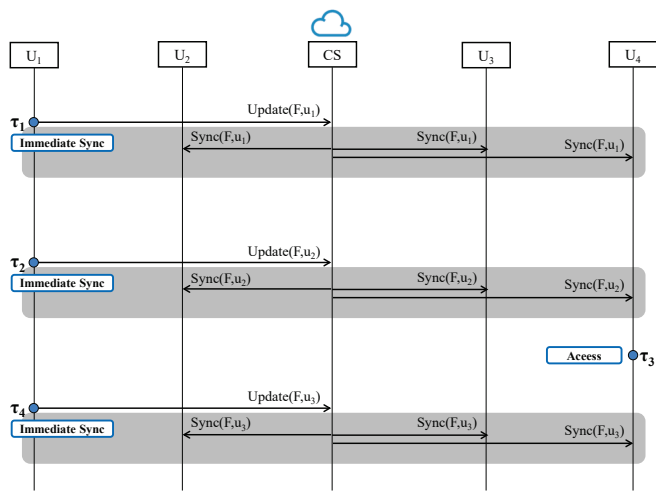 U1 U2 CS U3 U4
Update(F,u1)
τ1
Immediate Sync Sync(F,u1) Sync(F,u1) Sync(F,u1)
Update(F,u2)
τ2
Immediate Sync Sync(F,u2) Sync(F,u2) Sync(F,u2)
Aceess τ3
Update(F,u3)
τ4
Immediate Sync Sync(F,u3) Sync(F,u3) Sync(F,u3)